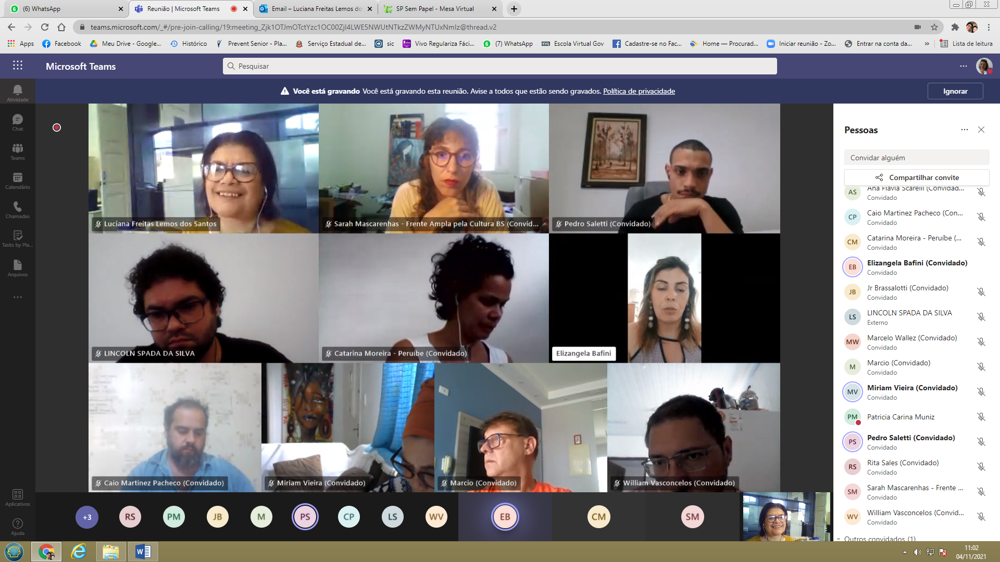 (6) WhatsApp
Reunião | Microsoft Teams
Email – Luciana Freitas Lemos do
SP Sem Papel - Mesa Virtual
teams.microsoft.com/_#/pre-join-calling/19:meeting_Zjk1OTJmOTctYzc1OC00ZjI4LWE5NWUtNTkzZWMyNTUxNmIz@thread.v2
Apps
Facebook
Meu Drive - Google...
Histórico
Prevent Senior - Pla...
Serviço Estadual de...
sic
Vivo Regulariza Fáci...
(7) WhatsApp
Escola Virtual Gov
Cadastre-se no Fac...
Home — Procurad...
Iniciar reunião - Zo...
Entrar na conta da...
Lista de leitura
Microsoft Teams
Pesquisar
Você está gravando Você está gravando esta reunião. Avise a todos que estão sendo gravados. Política de privacidade
Ignorar
Atividade
Chat
Teams
Calendário
Chamadas
Tasks by Pla...
Arquivos
Aplicativos
Ajuda
Luciana Freitas Lemos dos Santos
Sarah Mascarenhas - Frente Ampla pela Cultura BS (Convid...
Pedro Saletti (Convidado)
LINCOLN SPADA DA SILVA
Catarina Moreira - Peruíbe (Convidado)
Elizangela Bafini
Caio Martinez Pacheco (Convidado)
Miriam Vieira (Convidado)
Marcio (Convidado)
William Vasconcelos (Convidado)
+3
RS
PM
JB
M
PS
CP
LS
WV
EB
CM
SM
Pessoas
Convidar alguém
Compartilhar convite
AS
Ana Flavia Scarelli (Convidad...
Convidado
CP
Caio Martinez Pacheco (Con...
Convidado
CM
Catarina Moreira - Peruíbe (...
Convidado
EB
Elizangela Bafini (Convidado)
Convidado
JB
Jr Brassalotti (Convidado)
Convidado
LS
LINCOLN SPADA DA SILVA
Externo
MW
Marcelo Wallez (Convidado)
Convidado
M
Marcio (Convidado)
Convidado
MV
Miriam Vieira (Convidado)
Convidado
PM
Patricia Carina Muniz
PS
Pedro Saletti (Convidado)
Convidado
RS
Rita Sales (Convidado)
Convidado
SM
Sarah Mascarenhas - Frente ...
Convidado
WV
William Vasconcelos (Convid...
Convidado
Outros convidados (1)
11:02
04/11/2021